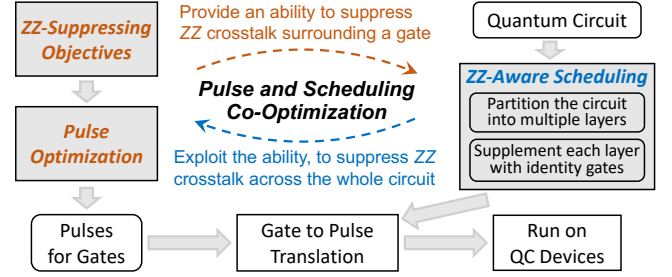 ZZ-Suppressing
Objectives
Pulse
Optimization
Pulses
for Gates
Provide an ability to suppress
ZZ crosstalk surrounding a gate
Pulse and Scheduling
Co-Optimization
Exploit the ability, to suppress ZZ
crosstalk across the whole circuit
Quantum Circuit
ZZ-Aware Scheduling
Partition the circuit
into multiple layers
Supplement each layer
with identity gates
Gate to Pulse
Translation
Run on
QC Devices